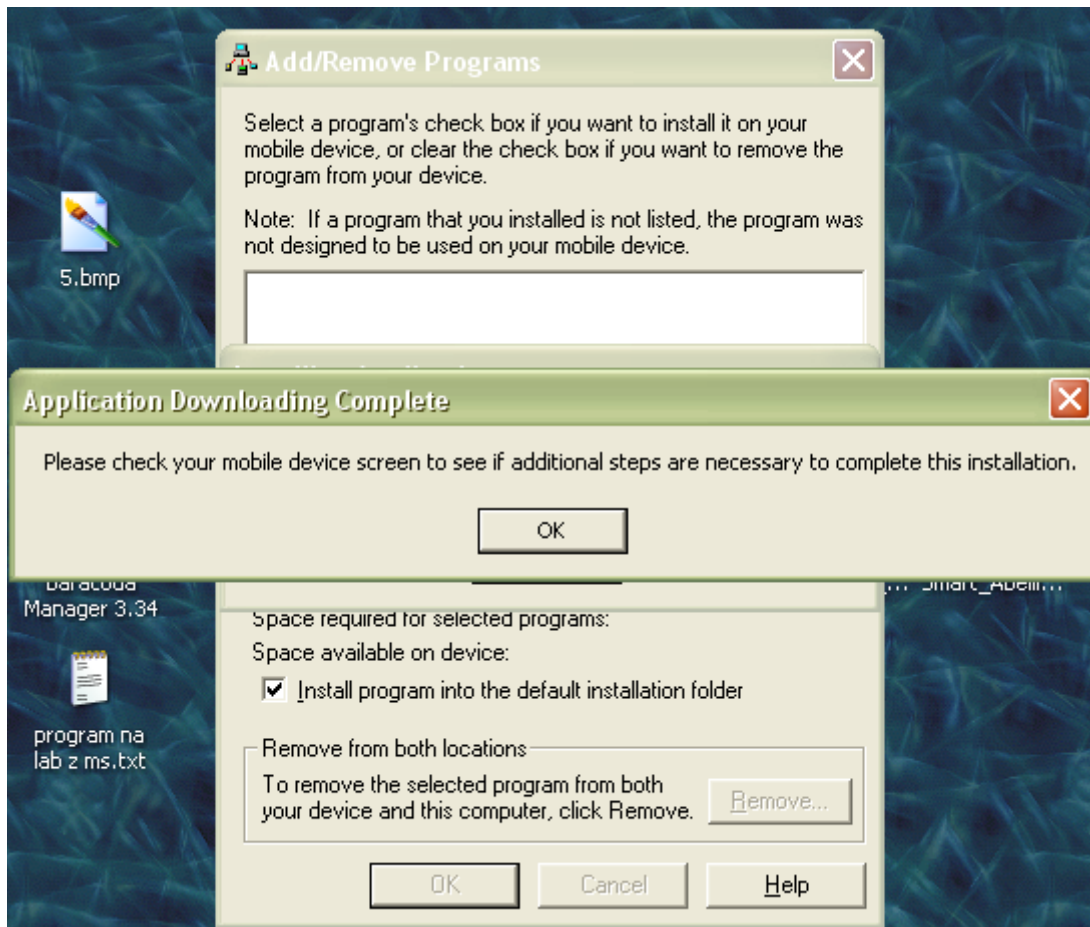 Add/Remove Programs
Select a program's check box if you want to install it on your
mobile device, or clear the check box if you want to remove the
program from your device.
Note: If a program that you installed is not listed, the program was
not designed to be used on your mobile device.
5.bmp
Application Downloading Complete
Please check your mobile device screen to see if additional steps are necessary to complete this installation.
OK
Baracoda
Manager 3.34
Space required for selected programs:
Space available on device:
Install program into the default installation folder
program na
lab z ms.txt
Remove from both locations
To remove the selected program from both
your device and this computer, click Remove.
Remove...
OK
Cancel
Help